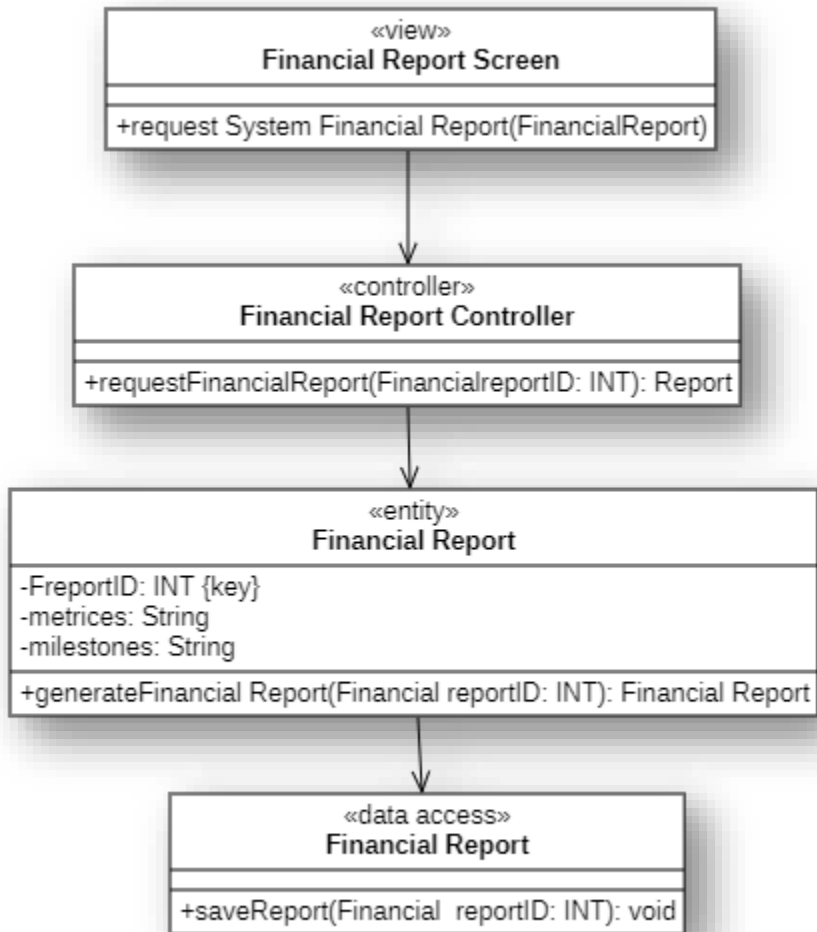 «view»
Financial Report Screen
+request System Financial Report(FinancialReport)
«controller»
Financial Report Controller
+requestFinancialReport(FinancialreportID: INT): Report
«entity»
Financial Report
-FreportID: INT {key}
-metrices: String
-milestones: String
+generateFinancial Report(Financial reportID: INT): Financial Report
«data access»
Financial Report
+saveReport(Financial  reportID: INT): void